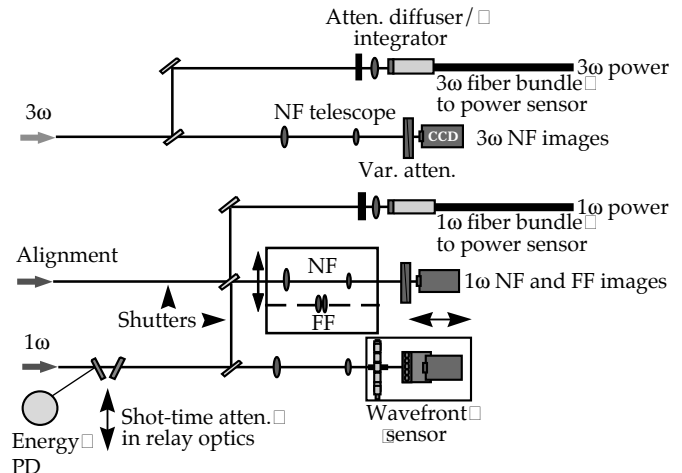 Atten. diffuser/
integrator
3ω power
3ω fiber bundle
to power sensor
3ω
NF telescope
CCD
3ω NF images
Var. atten.
1ω power
1ω fiber bundle
to power sensor
Alignment
NF
1ω NF and FF images
Shutters
FF
1ω
Shot-time atten.
in relay optics
Wavefront
sensor
Energy
PD